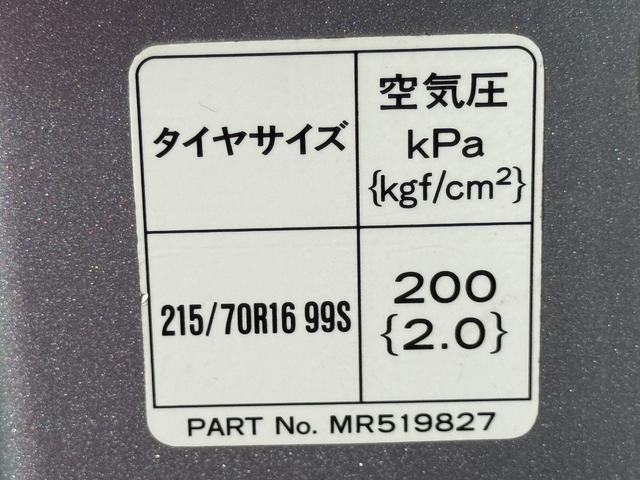 タイヤサイズ
空気圧
kPa
{kgf/cm²}
215/70R16 99S
200
{2.0}
PART No. MR519827